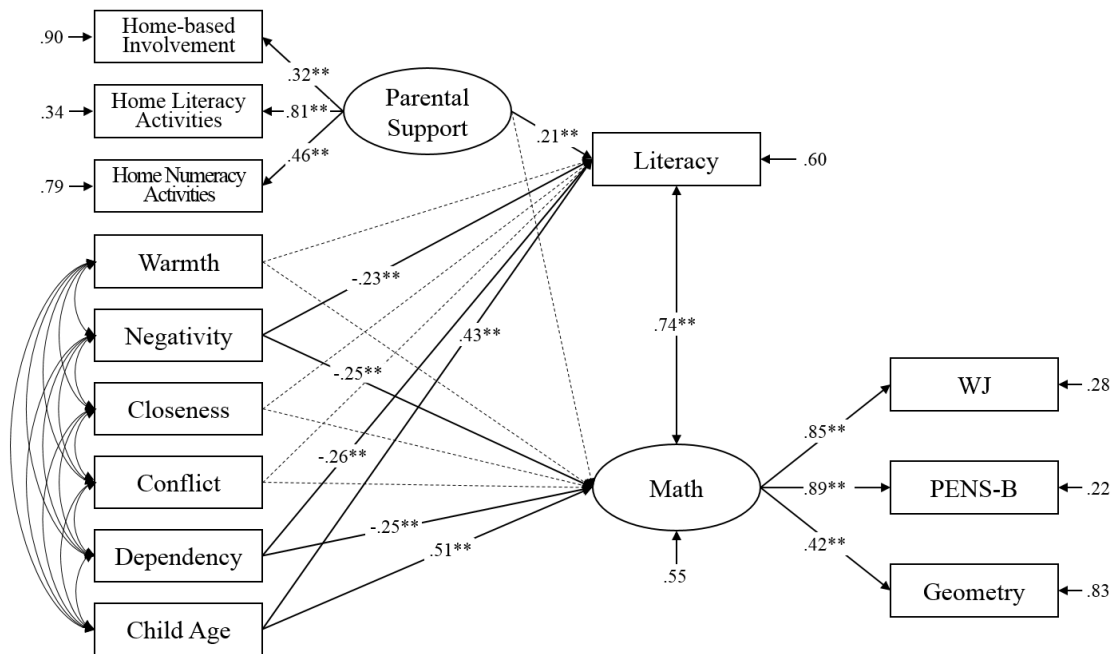 Home-based
Involvement
.90
.32**
Home Literacy
Activities
.34
.81**
Parental
Support
.46**
Home Numeracy
Activities
.79
.21**
Literacy
.60
Warmth
-.23**
Negativity
.43**
.74**
-.25**
Closeness
WJ
.28
.85**
-.26**
Conflict
Math
.89**
PENS-B
.22
-.25**
.42**
Dependency
.51**
.55
Geometry
.83
Child Age